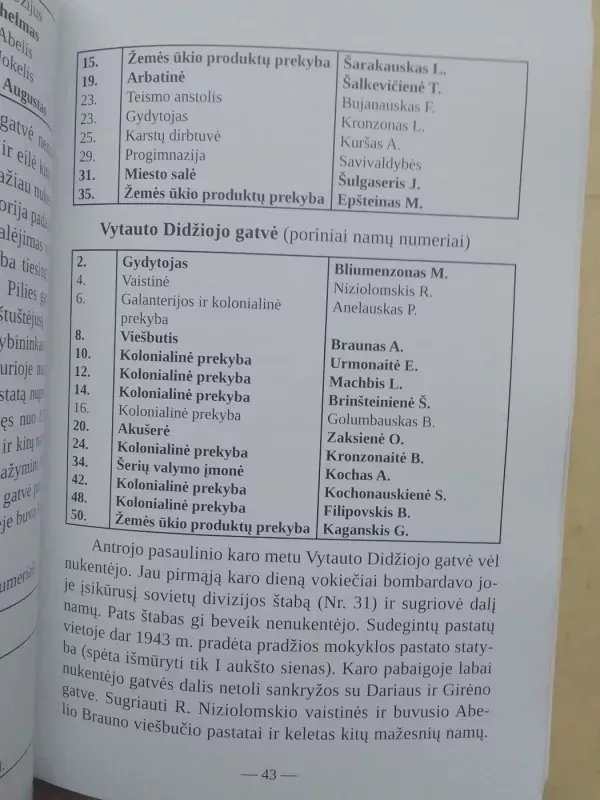 zijus
helmas
Abelis
Jokelis
Augustas
gatvė
ir eilė
15. Žemės ūkio produktų prekyba Šarakauskas L.
19. Arbatinė Šalkevičienė T.
23. Teismo anstolis Bujanauskas F.
23. Gydytojas Kronzonas L.
25. Karstų dirbtuvė Kuršas A.
29. Progimnazija Savivaldybės
31. Miesto salė Šulgaseris J.
35. Žemės ūkio produktų prekyba Epšteinas M.
Vytauto Didžiojo gatvė (poriniai namų numeriai)
2. Gydytojas Bliumenzonas M.
4. Vaistinė Niziolomskis R.
6. Galanterijos ir kolonialinė Anelauskas P.
prekyba
8. Viešbutis Braunas A.
10. Kolonialinė prekyba Urmonaitė E.
12. Kolonialinė prekyba Machbis L.
14. Kolonialinė prekyba Brinšteinienė Š.
16. Kolonialinė prekyba Golumbauskas B.
20. Akušerė Zaksienė O.
24. Kolonialinė prekyba Kronzonaitė B.
34. Šerių valymo įmonė Kochas A.
42. Kolonialinė prekyba Kochonauskienė S.
48. Kolonialinė prekyba Filipovskis B.
50. Žemės ūkio produktų prekyba Kaganskis G.
Antrojo pasaulinio karo metu Vytauto Didžiojo gatvė vėl
nukentėjo. Jau pirmąją karo dieną vokiečiai bombardavo jo-
je įsikūrusį sovietų divizijos štabą (Nr. 31) ir sugriovė dalį
namų. Pats štabas gi beveik nenukentėjo. Sudegintų pastatų
vietoje dar 1943 m. pradėta pradžios mokyklos pastato staty-
ba (spėta išmūryti tik I aukšto sienas). Karo pabaigoje labai
nukentėjo gatvės dalis netoli sankryžos su Dariaus ir Girėno
gatve. Sugriauti R. Niziolomskio vaistinės ir buvusio Abe-
lio Brauno viešbučio pastatai ir keletas kitų mažesnių namų.
— 43 —